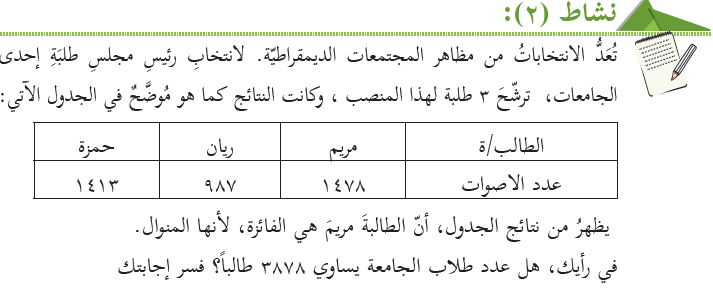 نشاط (٢):
تُعَدُّ الانتخاباتُ من مظاهر المجتمعات الديمقراطيّة. لانتخابِ رئيسِ مجلسِ طلبَةِ إحدى
الجامعات، ترشّحَ ٣ طلبة لهذا المنصب ، وكانت النتائج كما هو مُوضَّحٌ في الجدول الآتي:
الطالب/ة مريم ريان حمزة
عدد الاصوات ١٤٧٨ ٩٨٧ ١٤١٣
يظهرُ من نتائج الجدول، أنّ الطالبةَ مريمَ هي الفائزة، لأنها المنوال.
في رأيك، هل عدد طلاب الجامعة يساوي ٣٨٧٨ طالباً؟ فسر إجابتك